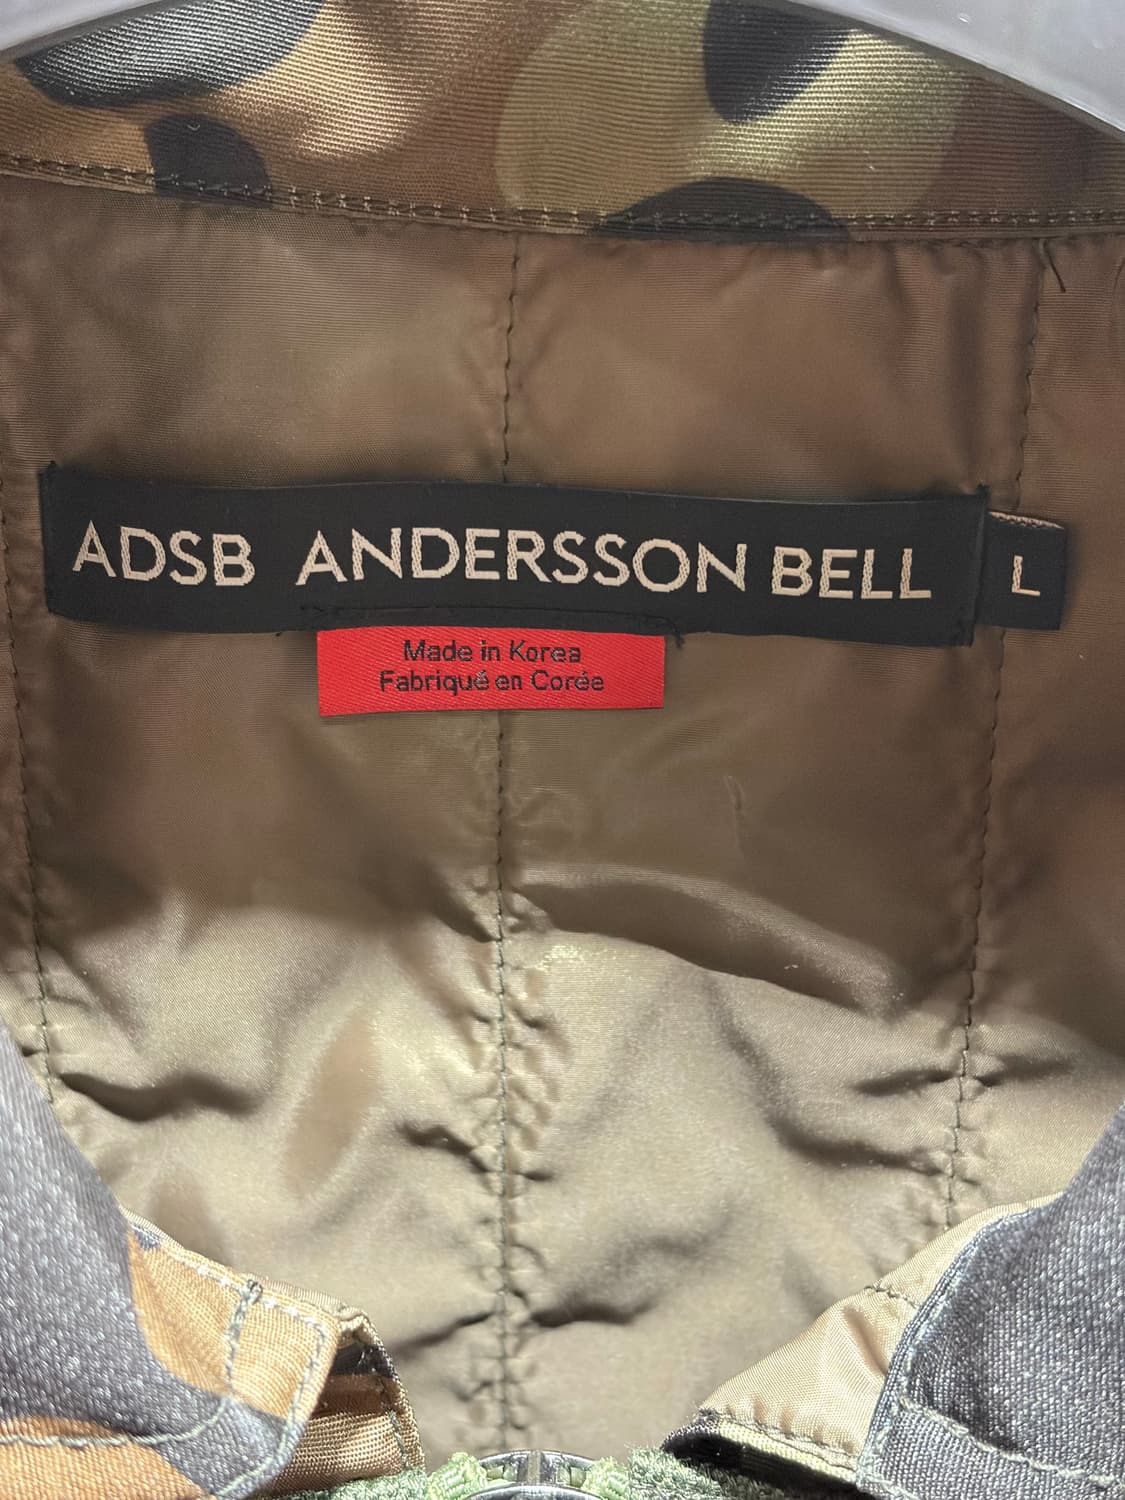 ADSB ANDERSSON BELL
L
Made in Korea
Fabriqué en Corée